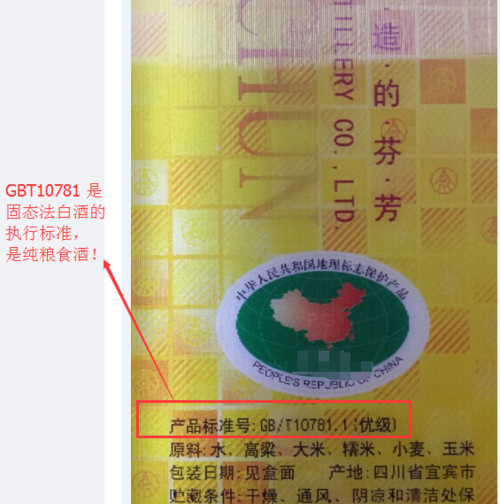 造·的·芬·芳
TILLERY CO.,LTD.
CHUN
GBT10781 是
固态法白酒的
执行标准，
是纯粮食酒！
中华人民共和国地理标志保护产品
PEOPLE'S REPUBLIC OF CHINA
产品标准号:GB/T10781.1(优级)
原料:水、高粱、大米、糯米、小麦、玉米
包装日期:见盒面 产地:四川省宜宾市
贮藏条件:干燥、通风、阴凉和清洁处保